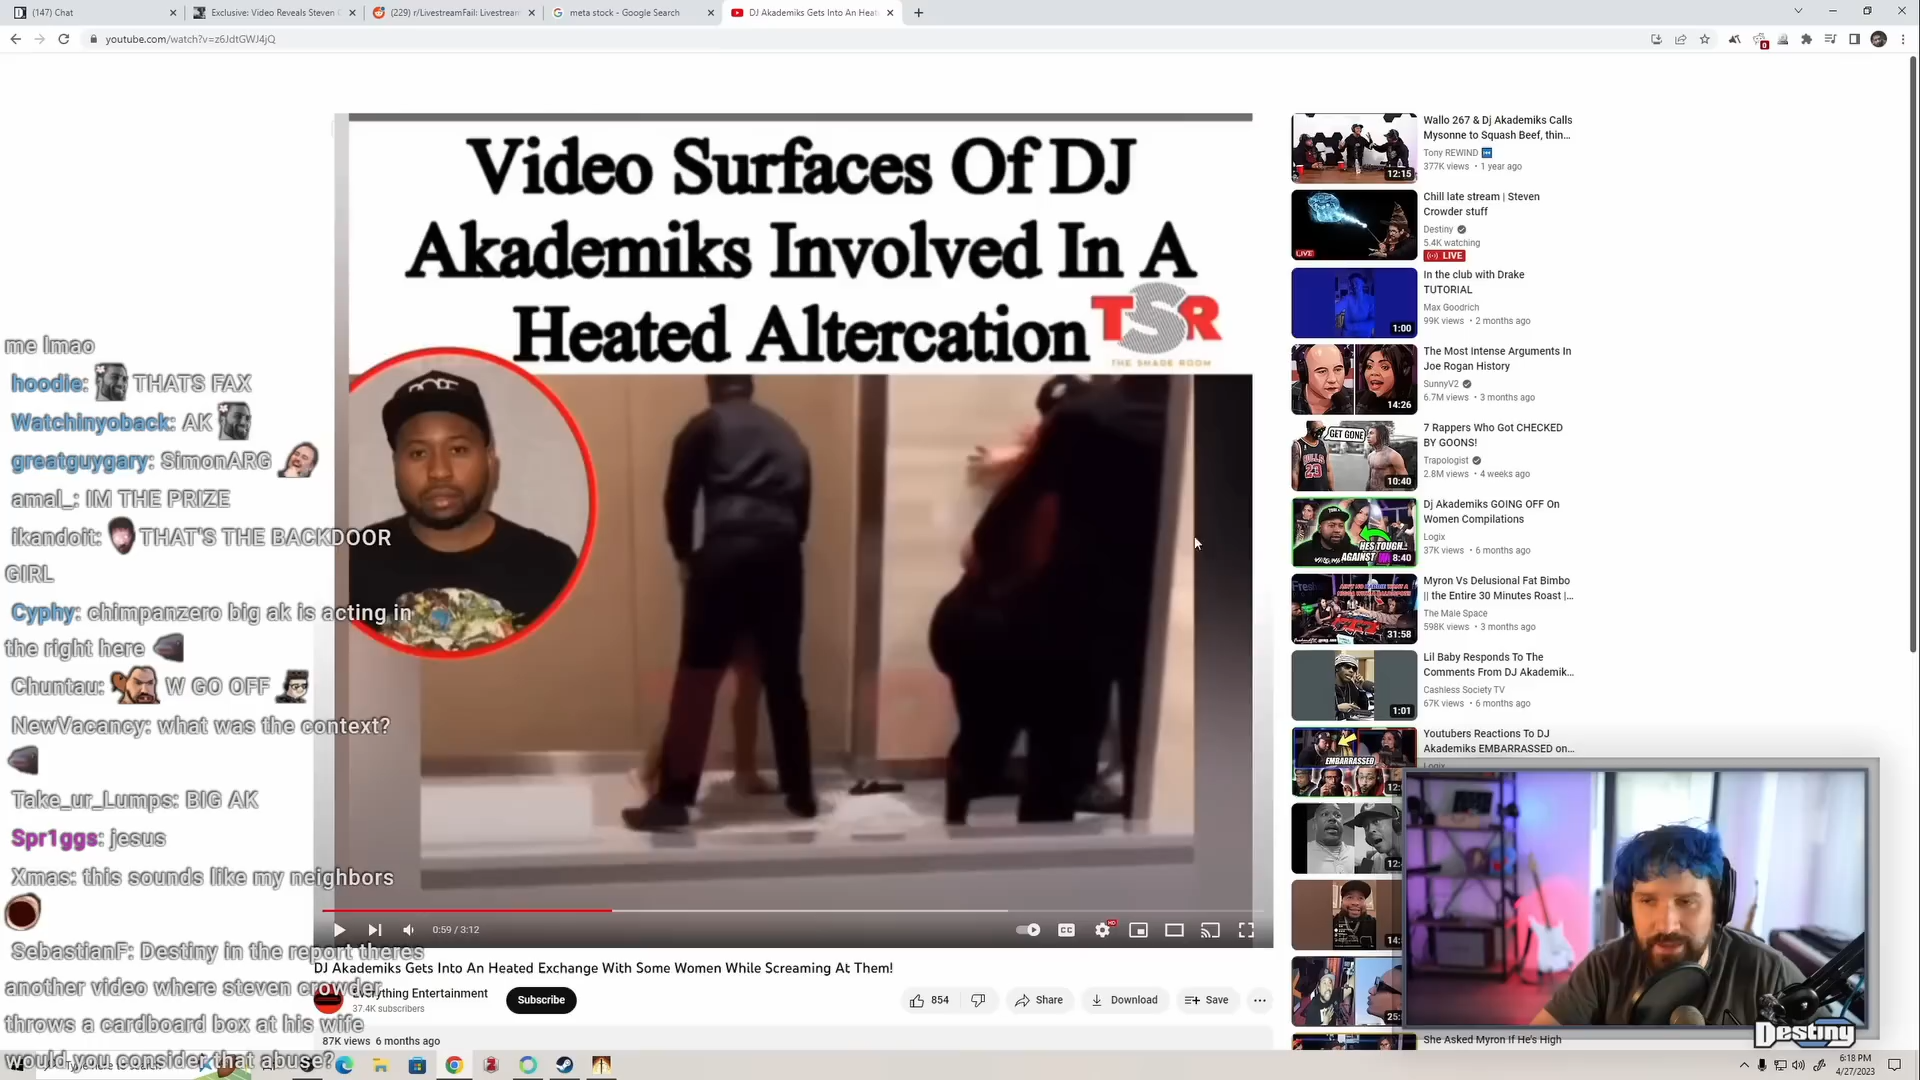 (147) Chat
Exclusive: Video Reveals Steven C
(229) r/LivestreamFail: Livestream
meta stock - Google Search
DJ Akademiks Gets Into An Heat
youtube.com/watch?v=z6JdtGWJ4jQ
Video Surfaces Of DJ
Akademiks Involved In A
Heated Altercation
TSR
THE SHADE ROOM
me lmao
hoodie: THATS FAX
Watchinyoback: AK
greatguygary: SimonARG
amal_: IM THE PRIZE
ikandoit: THAT'S THE BACKDOOR
GIRL
Cyphy: chimpanzero big ak is acting in
the right here
Chuntau: W GO OFF
NewVacancy: what was the context?
Take_ur_Lumps: BIG AK
Spr1ggs: jesus
Xmas: this sounds like my neighbors
SebastianF: Destiny in the report theres
another video where steven crowder
throws a cardboard box at his wife
would you consider that abuse?
0:59 / 3:12
CC
HD
DJ Akademiks Gets Into An Heated Exchange With Some Women While Screaming At Them!
Everything Entertainment
37.4K subscribers
Subscribe
854
Share
Download
Save
87K views 6 months ago
Wallo 267 & Dj Akademiks Calls
Mysonne to Squash Beef, thin...
Tony REWIND
377K views • 1 year ago
12:15
Chill late stream | Steven
Crowder stuff
Destiny
5.4K watching
LIVE
LIVE
In the club with Drake
TUTORIAL
Max Goodrich
99K views • 2 months ago
1:00
The Most Intense Arguments In
Joe Rogan History
SunnyV2
6.7M views • 3 months ago
14:26
7 Rappers Who Got CHECKED
BY GOONS!
Trapologist
2.8M views • 4 weeks ago
GET GONE
10:40
Dj Akademiks GOING OFF On
Women Compilations
Logix
37K views • 6 months ago
HES TOUGH...
AGAINST
8:40
Myron Vs Delusional Fat Bimbo
|| the Entire 30 Minutes Roast |...
The Male Space
598K views • 3 months ago
31:58
Lil Baby Responds To The
Comments From DJ Akademik...
Cashless Society TV
67K views • 6 months ago
1:01
Youtubers Reactions To DJ
Akademiks EMBARRASSED on...
Logix
EMBARRASSED
12:
12:
14:
25:
She Asked Myron If He's High
Destiny
6:18 PM
4/27/2023